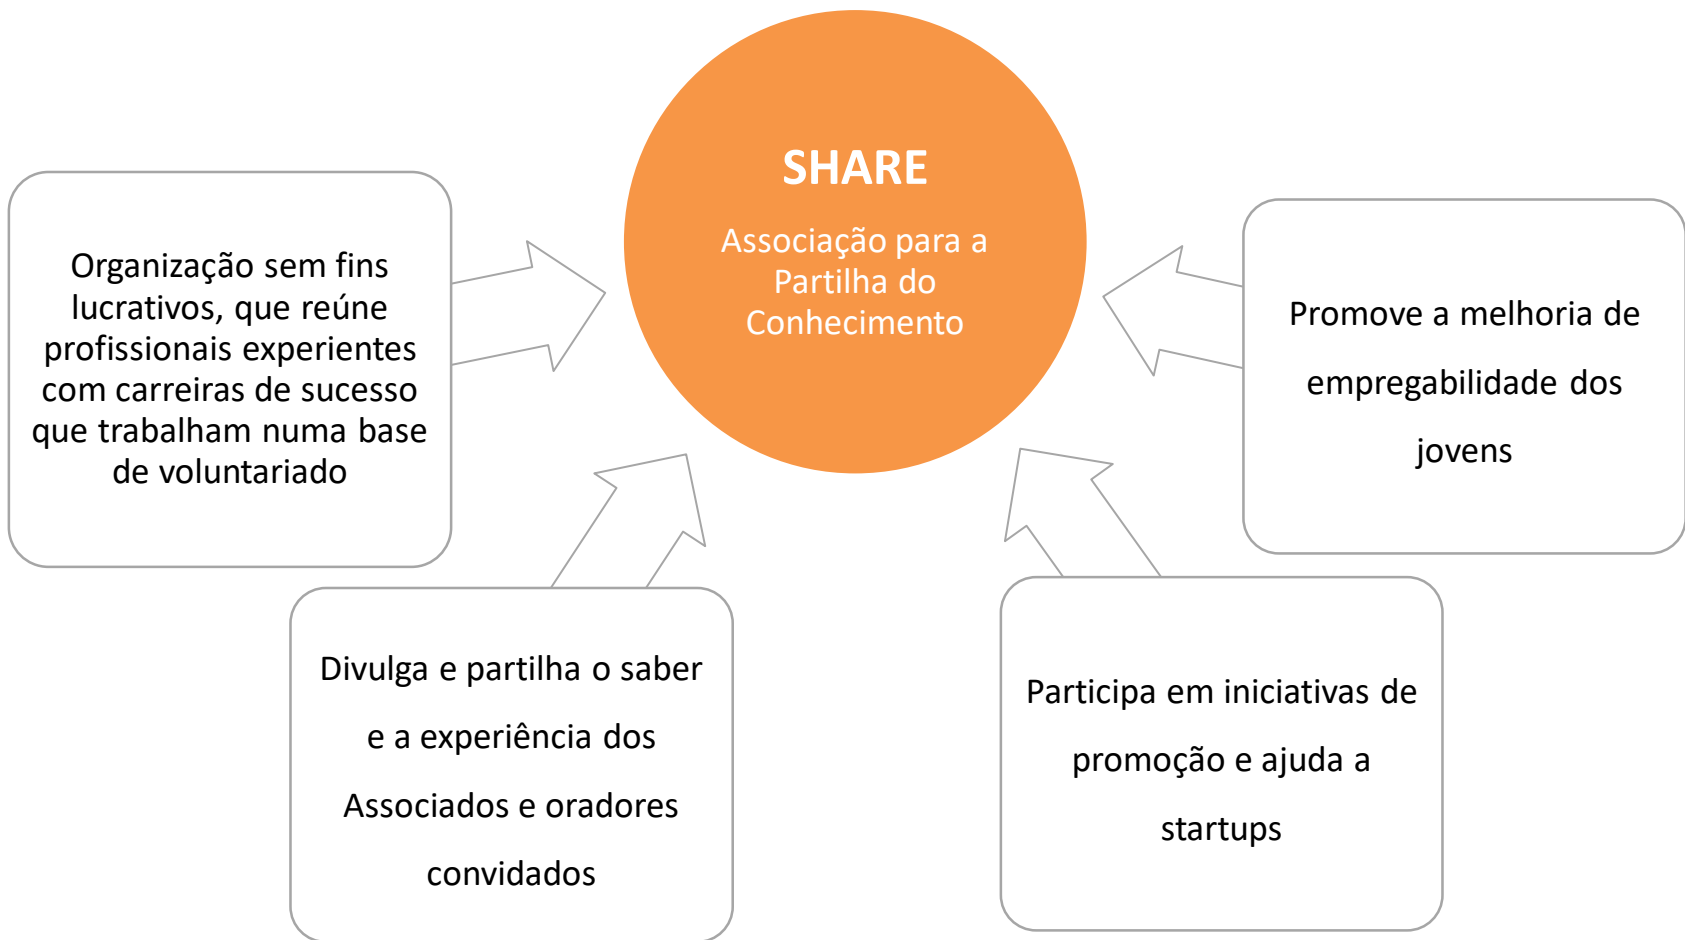 SHARE
Associação para a
Partilha do
Conhecimento
Organização sem fins
lucrativos, que reúne
profissionais experientes
com carreiras de sucesso
que trabalham numa base
de voluntariado
Divulga e partilha o saber
e a experiência dos
Associados e oradores
convidados
Participa em iniciativas de
promoção e ajuda a
startups
Promove a melhoria de
empregabilidade dos
jovens